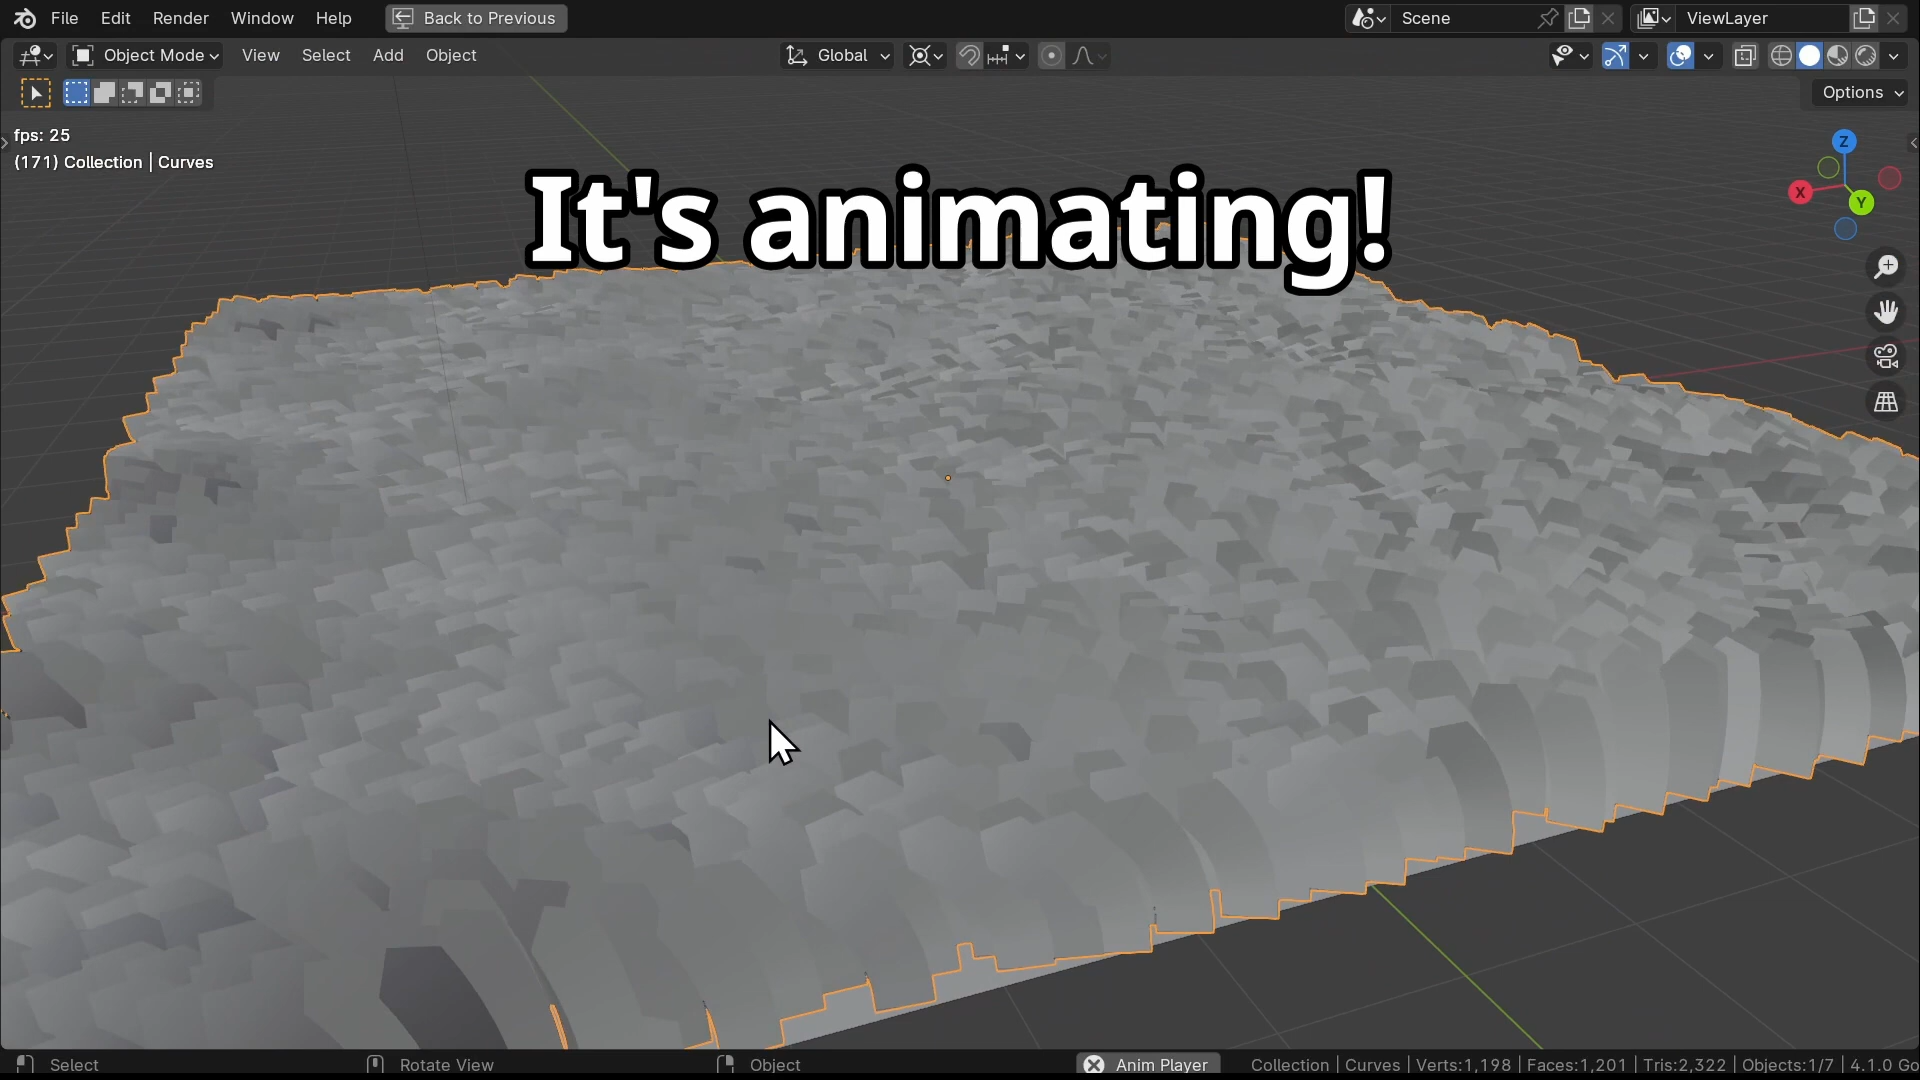 File Edit Render Window Help Back to Previous Scene ViewLayer
Object Mode View Select Add Object Global
Options
fps: 25
(171) Collection | Curves
It's animating!
Z
X
Y
Select Rotate View Object Anim Player Collection | Curves | Verts:1,198 | Faces:1,201 | Tris:2,322 | Objects:1/7 | 4.1.0 Go